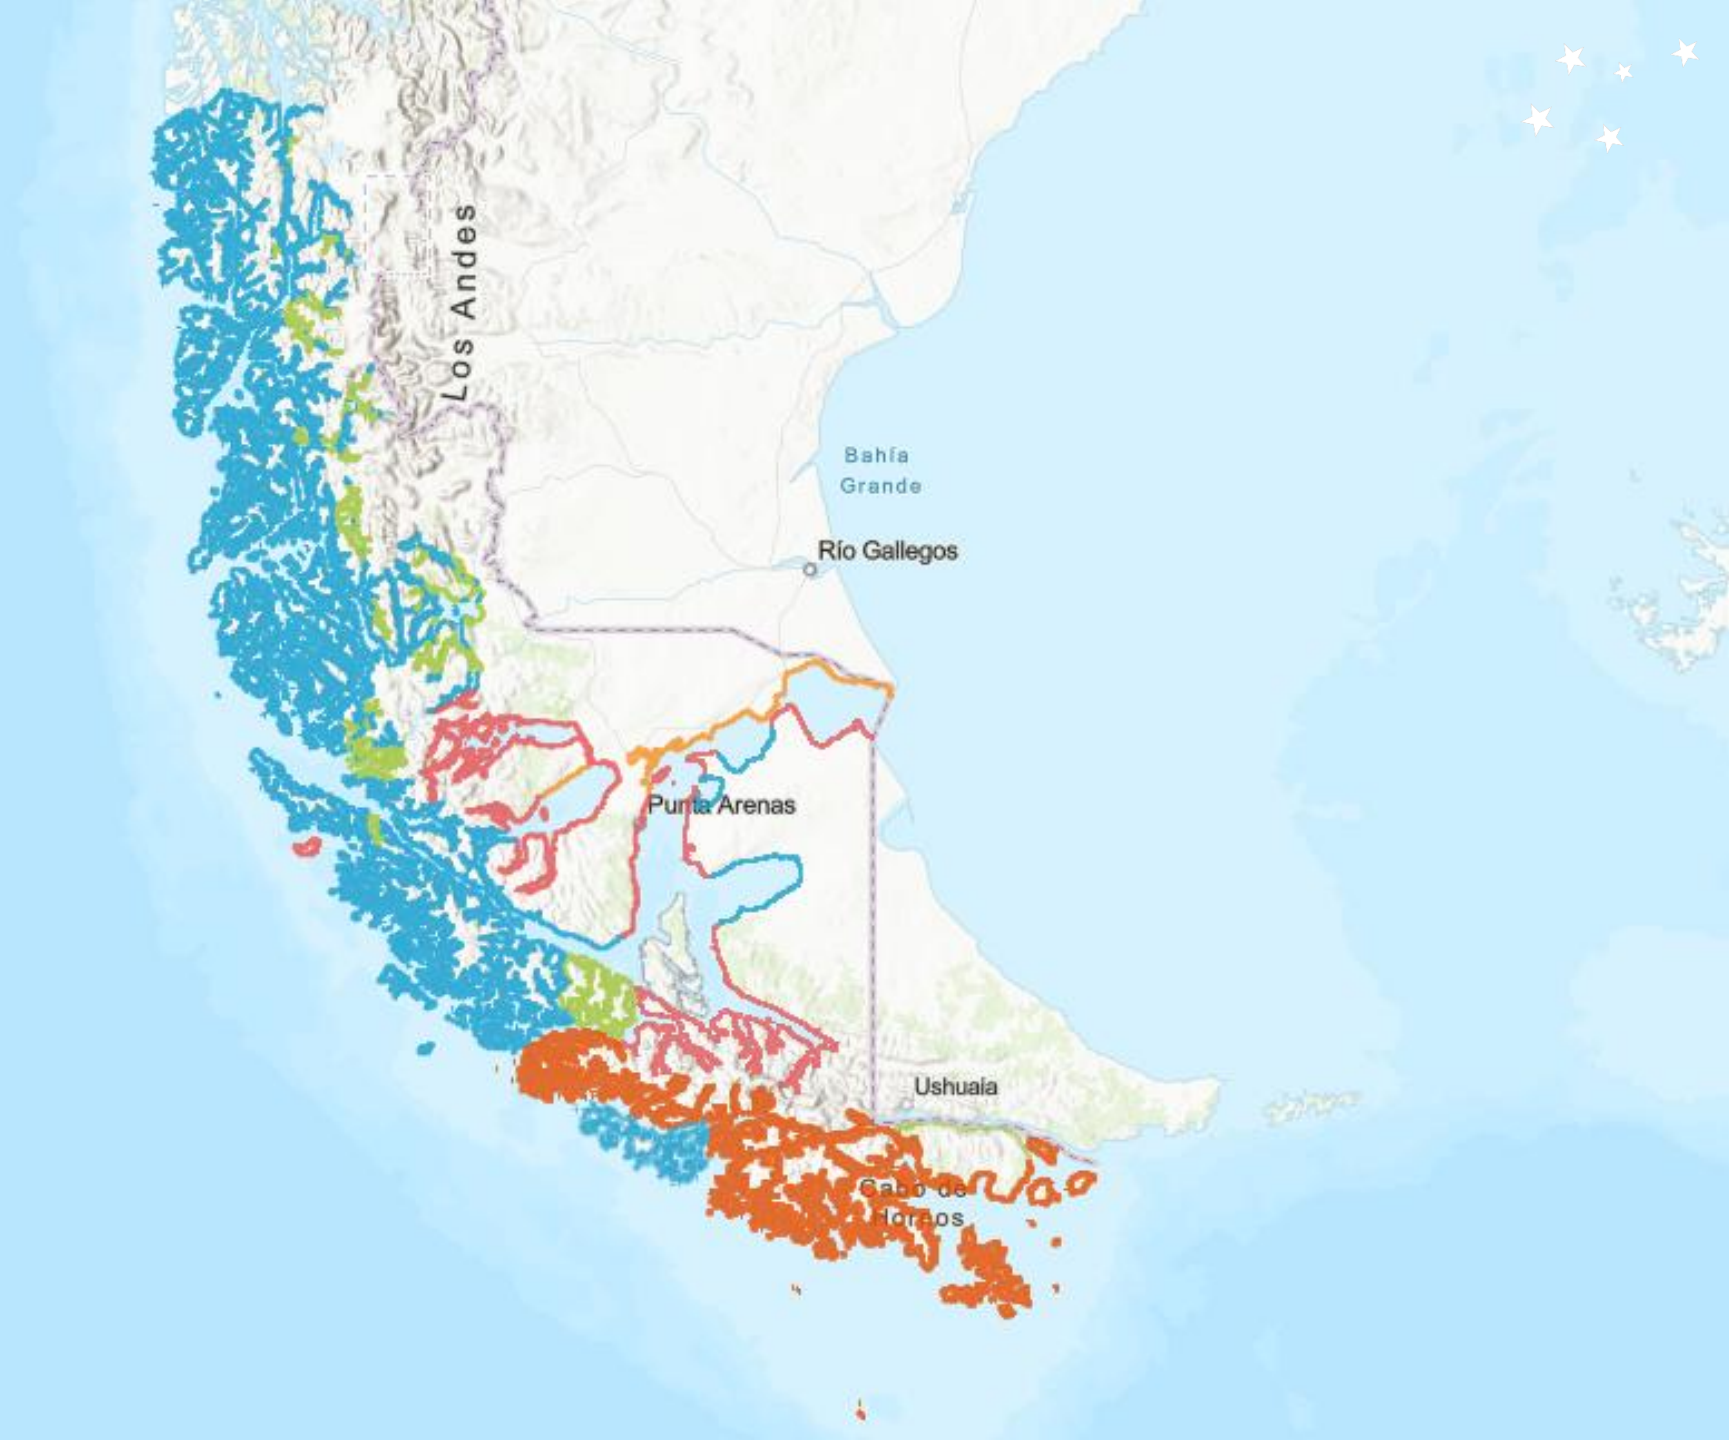 Los Andes
Bahía
Grande
Río Gallegos
Punta Arenas
Ushuaia
Cabo de
Hornos